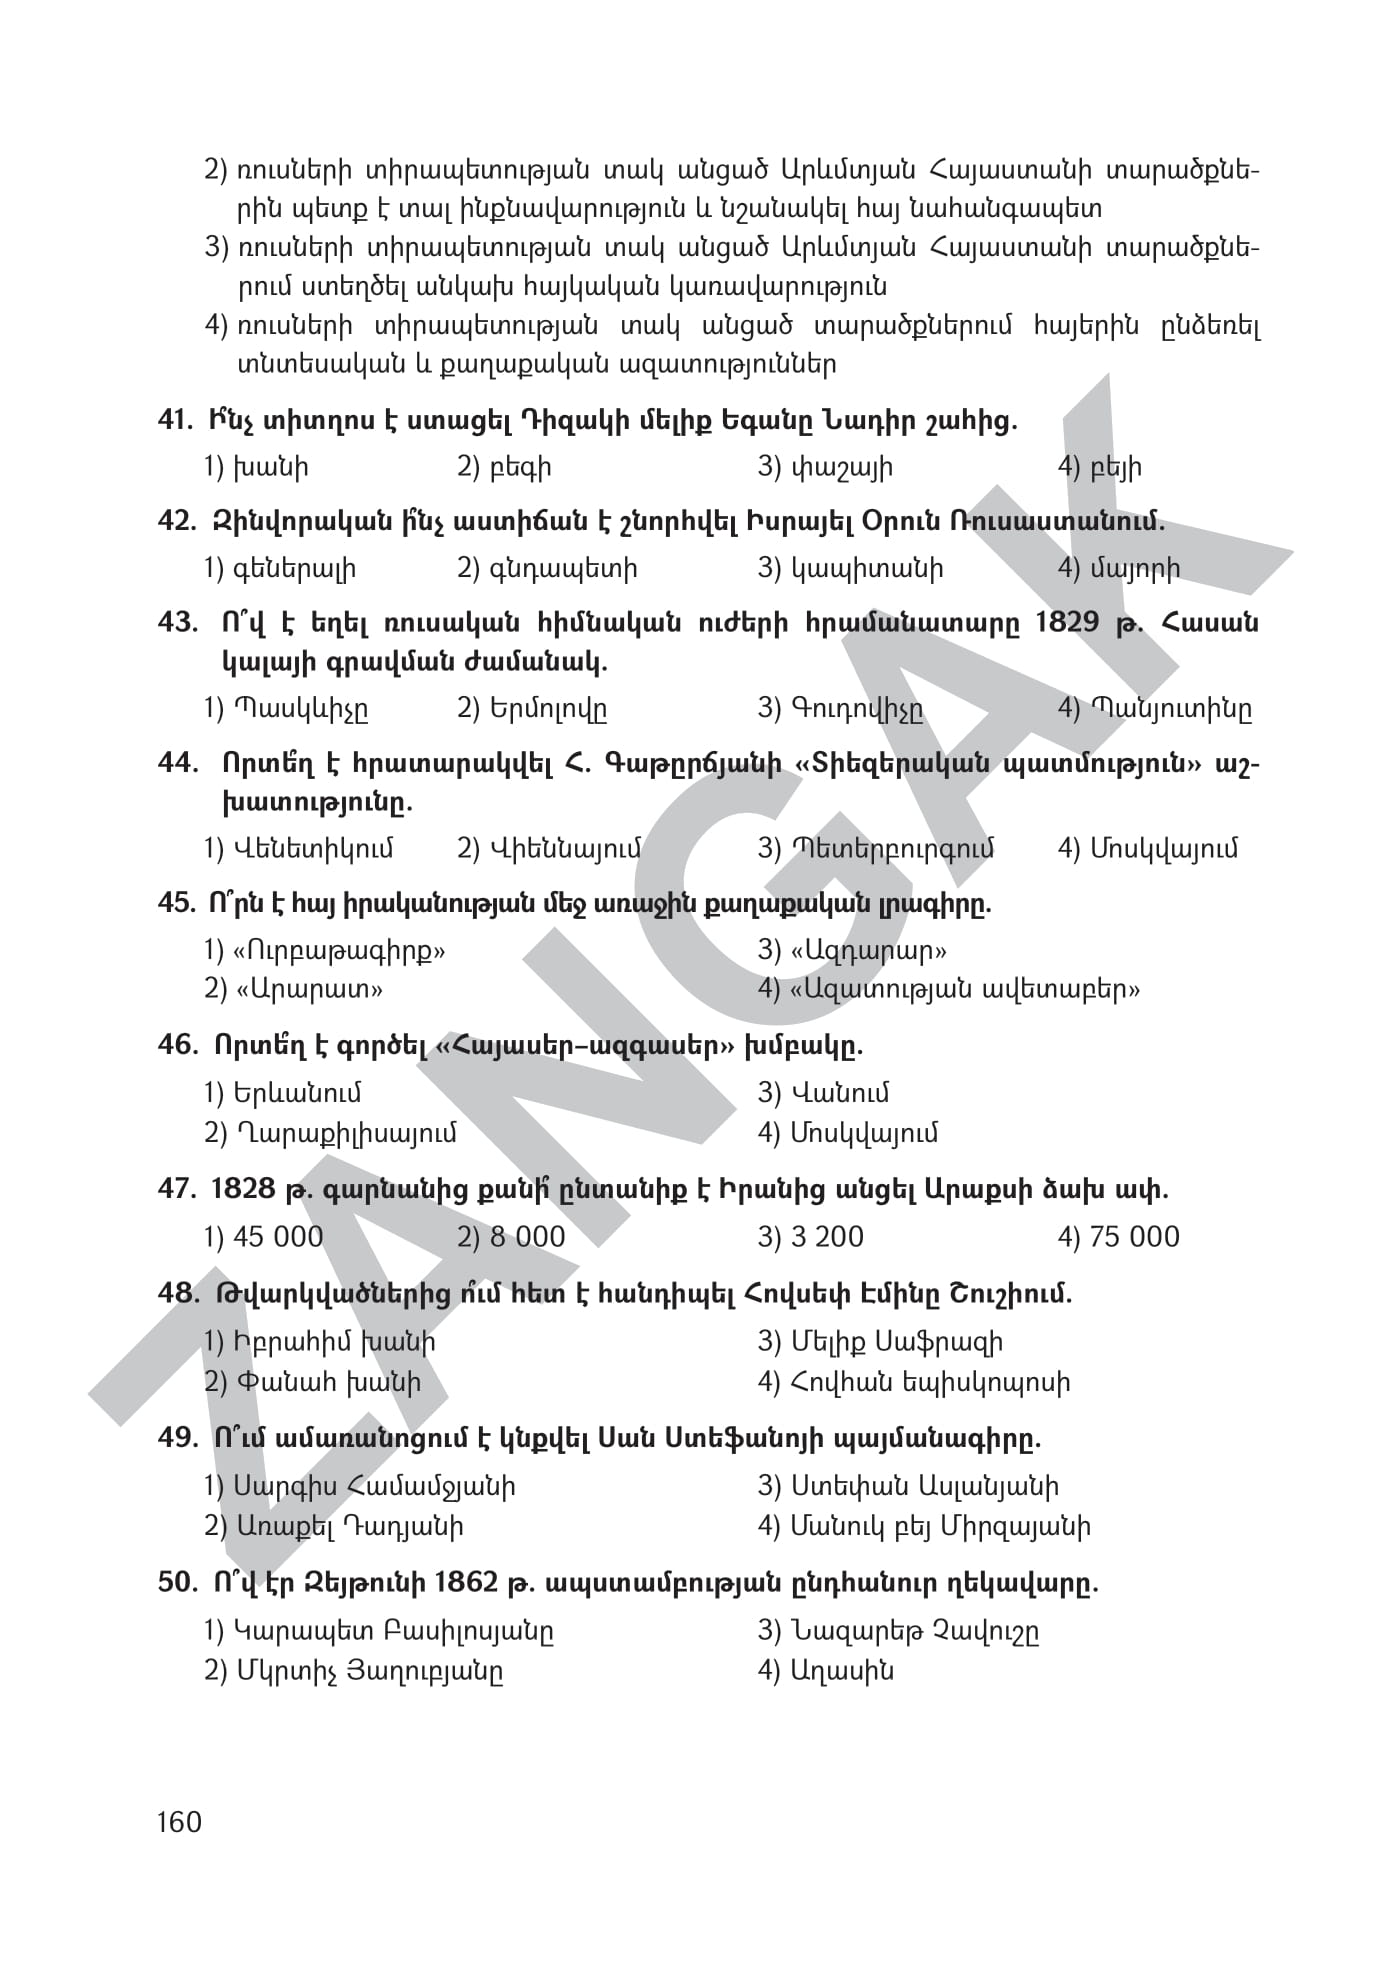 2) ռուսների տիրապետության տակ անցած Արևմտյան Հայաստանի տարածքնե-
րին պետք է տալ ինքնավարություն և նշանակել հայ նահանգապետ
3) ռուսների տիրապետության տակ անցած Արևմտյան Հայաստանի տարածքնե-
րում ստեղծել անկախ հայկական կառավարություն
4) ռուսների տիրապետության տակ անցած տարածքներում հայերին ընձեռել
տնտեսական և քաղաքական ազատություններ
41. Ի՞նչ տիտղոս է ստացել Դիզակի մելիք Եգանը Նադիր շահից.
1) խանի 2) բեգի 3) փաշայի 4) բեյի
42. Զինվորական ի՞նչ աստիճան է շնորհվել Իսրայել Օրուն Ռուսաստանում.
1) գեներալի 2) գնդապետի 3) կապիտանի 4) մայորի
43. Ո՞վ է եղել ռուսական հիմնական ուժերի հրամանատարը 1829 թ. Հասան
կալայի գրավման ժամանակ.
1) Պասկևիչը 2) Երմոլովը 3) Գուդովիչը 4) Պանյուտինը
44. Որտե՞ղ է հրատարակվել Հ. Գաթըրճյանի «Տիեզերական պատմություն» աշ-
խատությունը.
1) Վենետիկում 2) Վիեննայում 3) Պետերբուրգում 4) Մոսկվայում
45. Ո՞րն է հայ իրականության մեջ առաջին քաղաքական լրագիրը.
1) «Ուրբաթագիրք» 3) «Ազդարար»
2) «Արարատ» 4) «Ազատության ավետաբեր»
46. Որտե՞ղ է գործել «Հայասեր–ազգասեր» խմբակը.
1) Երևանում 3) Վանում
2) Ղարաքիլիսայում 4) Մոսկվայում
47. 1828 թ. գարնանից քանի՞ ընտանիք է Իրանից անցել Արաքսի ձախ ափ.
1) 45 000 2) 8 000 3) 3 200 4) 75 000
48. Թվարկվածներից ո՞ւմ հետ է հանդիպել Հովսեփ Էմինը Շուշիում.
1) Իբրահիմ խանի 3) Մելիք Սաֆրազի
2) Փանահ խանի 4) Հովհան եպիսկոպոսի
49. Ո՞ւմ ամառանոցում է կնքվել Սան Ստեֆանոյի պայմանագիրը.
1) Սարգիս Համամջյանի 3) Ստեփան Ասլանյանի
2) Առաքել Դադյանի 4) Մանուկ բեյ Միրզայանի
50. Ո՞վ էր Զեյթունի 1862 թ. ապստամբության ընդհանուր ղեկավարը.
1) Կարապետ Բասիլոսյանը 3) Նազարեթ Չավուշը
2) Մկրտիչ Յաղուբյանը 4) Աղասին
160
ZANGAK